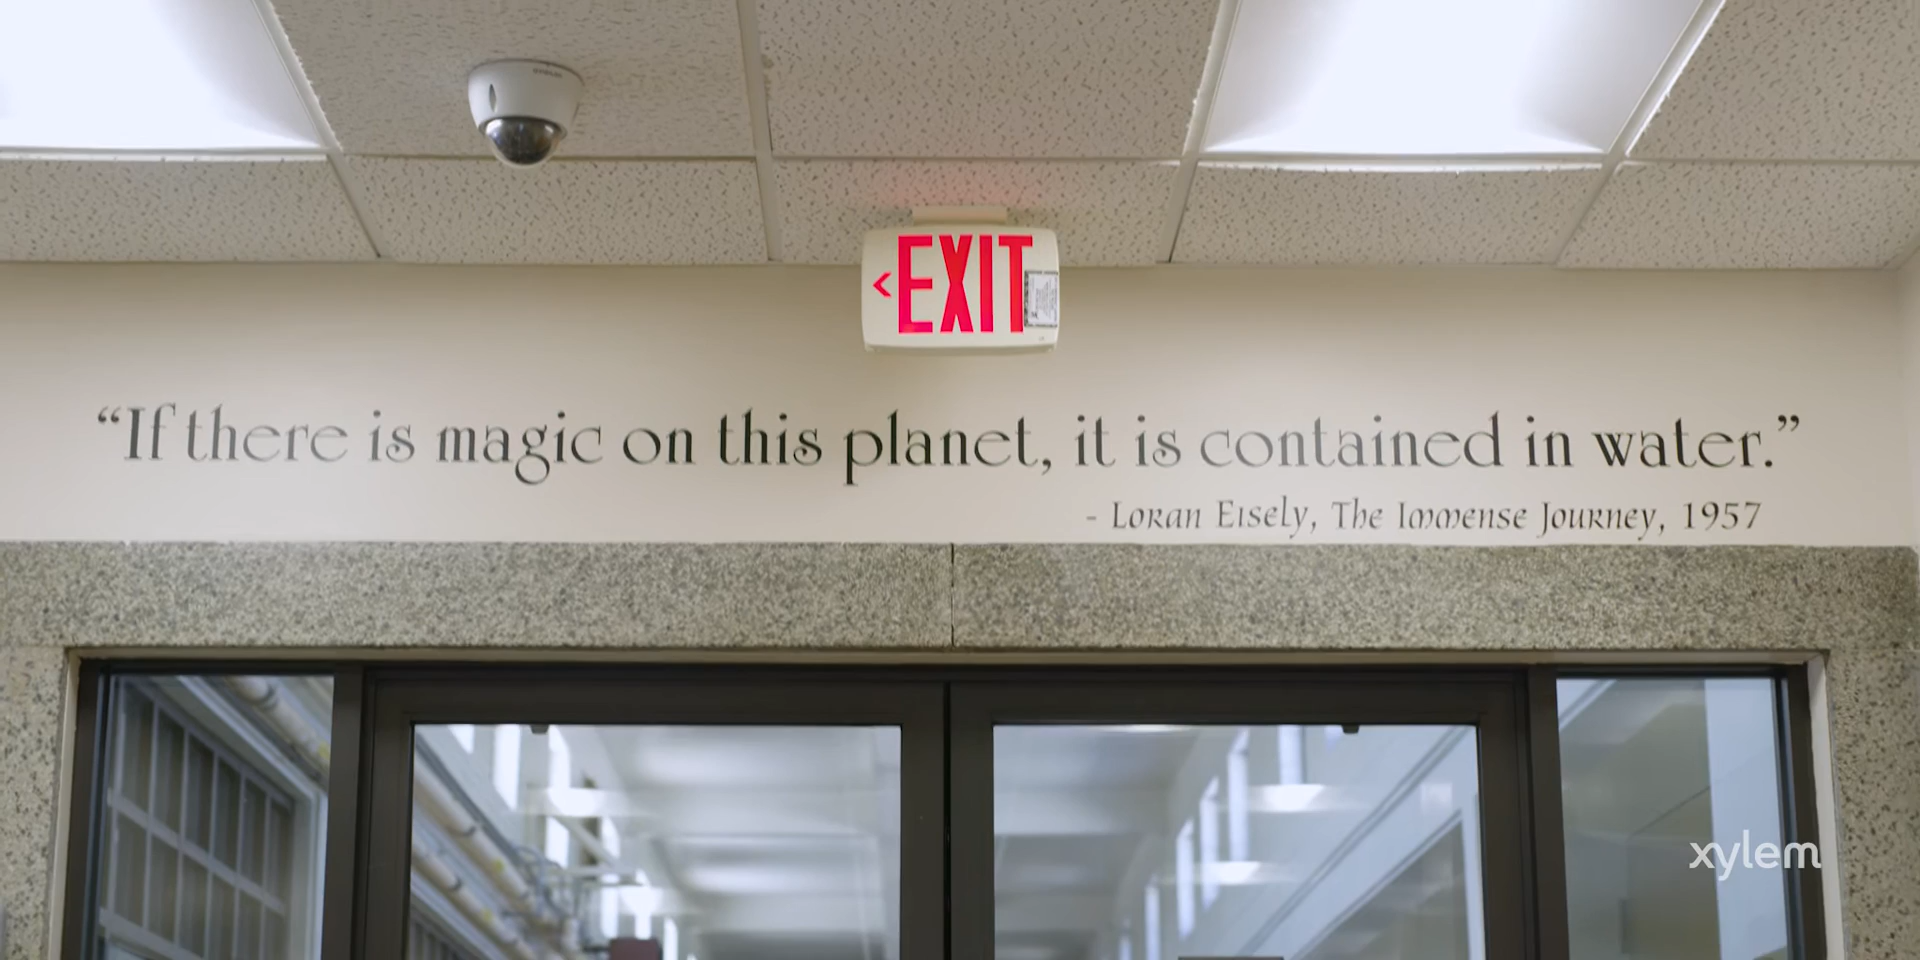 <EXIT
“If there is magic on this planet, it is contained in water.”
- Loran Eisely, The Immense Journey, 1957
xylem